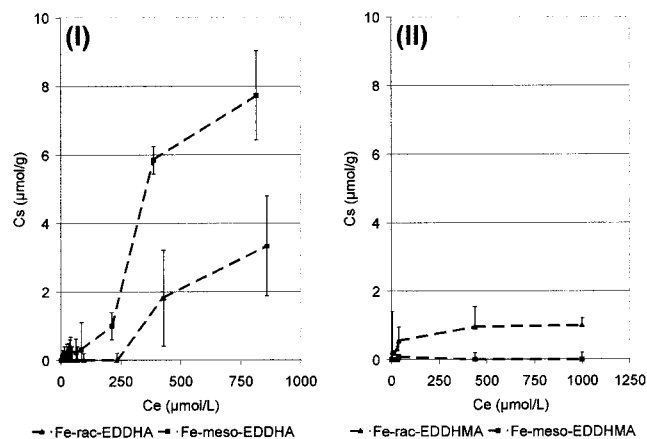 (I)
(II)
10
8
6
4
2
0
Cs (µmol/g)
0 250 500 750 1000
Ce (µmol/L)
Fe-rac-EDDHA Fe-meso-EDDHA
10
8
6
4
2
0
Cs (µmol/g)
0 250 500 750 1000 1250
Ce (µmol/L)
Fe-rac-EDDHMA Fe-meso-EDDHMA